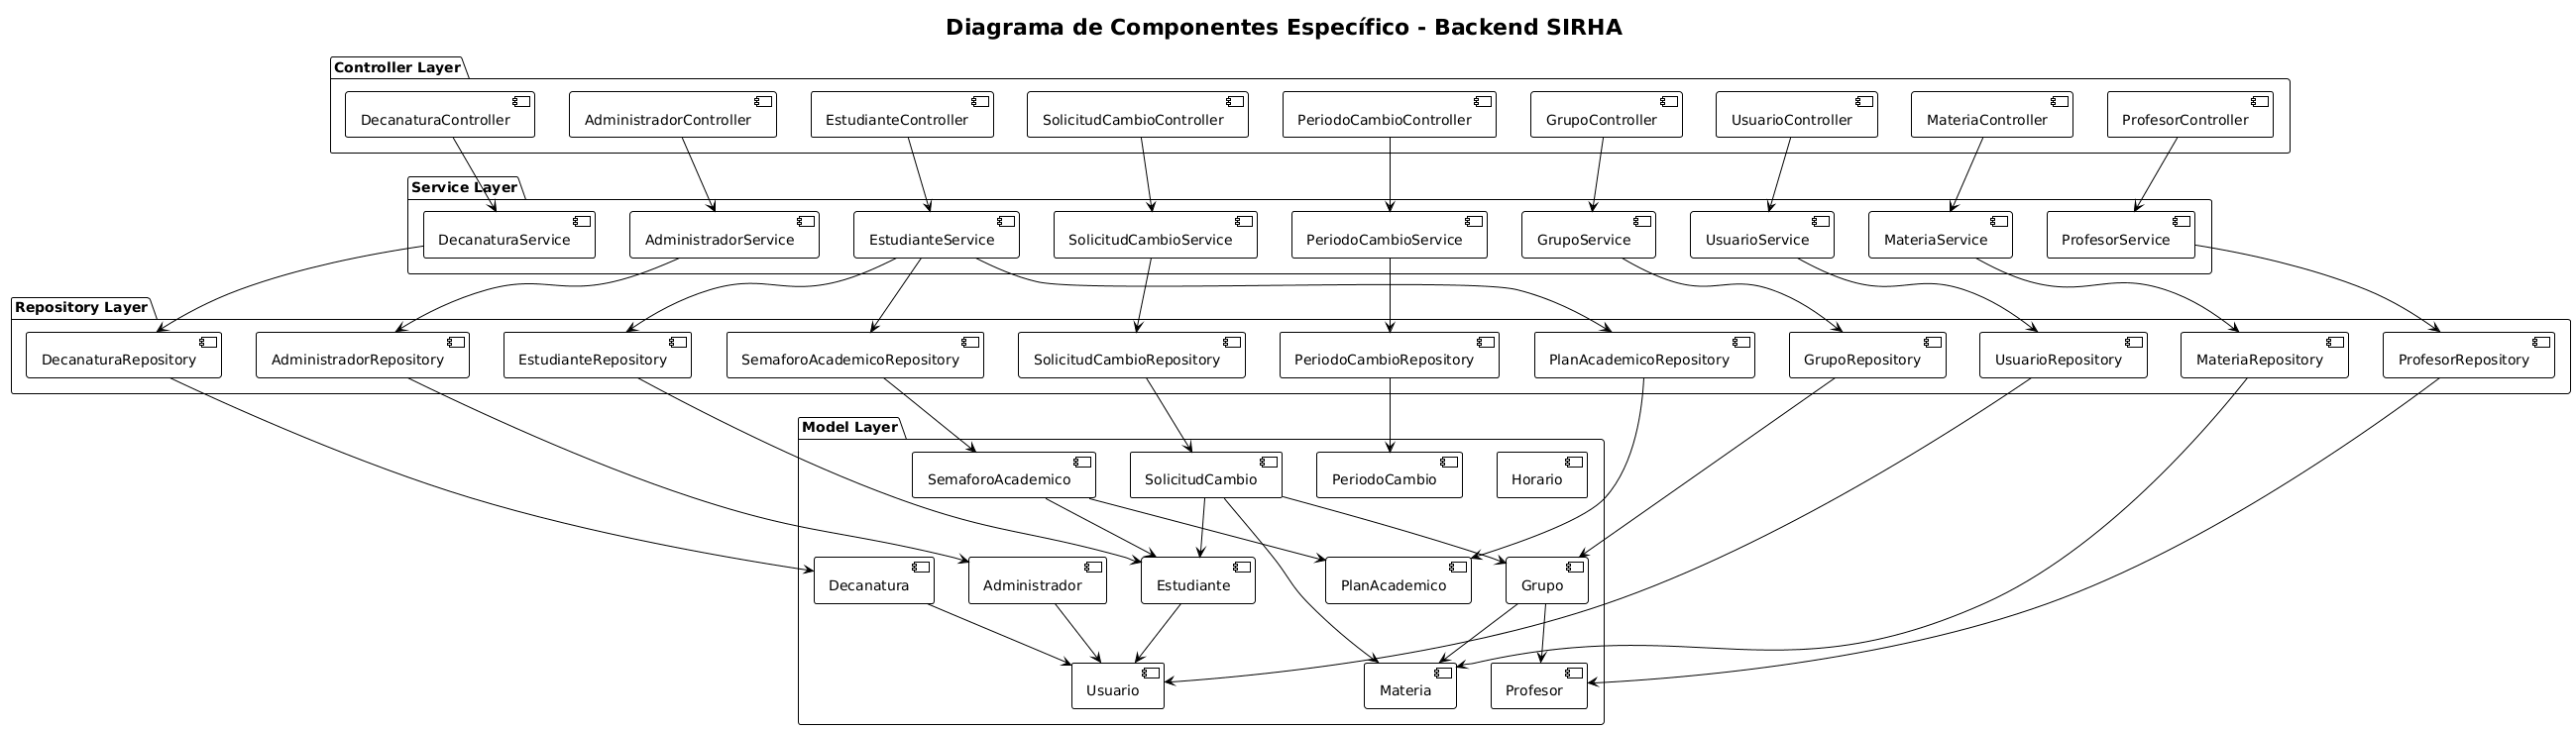 Diagrama de Componentes Específico - Backend SIRHA
Controller Layer
DecanaturaController
AdministradorController
EstudianteController
SolicitudCambioController
PeriodoCambioController
GrupoController
UsuarioController
MateriaController
ProfesorController
Service Layer
DecanaturaService
AdministradorService
EstudianteService
SolicitudCambioService
PeriodoCambioService
GrupoService
UsuarioService
MateriaService
ProfesorService
Repository Layer
DecanaturaRepository
AdministradorRepository
EstudianteRepository
SemaforoAcademicoRepository
SolicitudCambioRepository
PeriodoCambioRepository
PlanAcademicoRepository
GrupoRepository
UsuarioRepository
MateriaRepository
ProfesorRepository
Model Layer
SemaforoAcademico
SolicitudCambio
PeriodoCambio
Horario
Decanatura
Administrador
Estudiante
PlanAcademico
Grupo
Usuario
Materia
Profesor